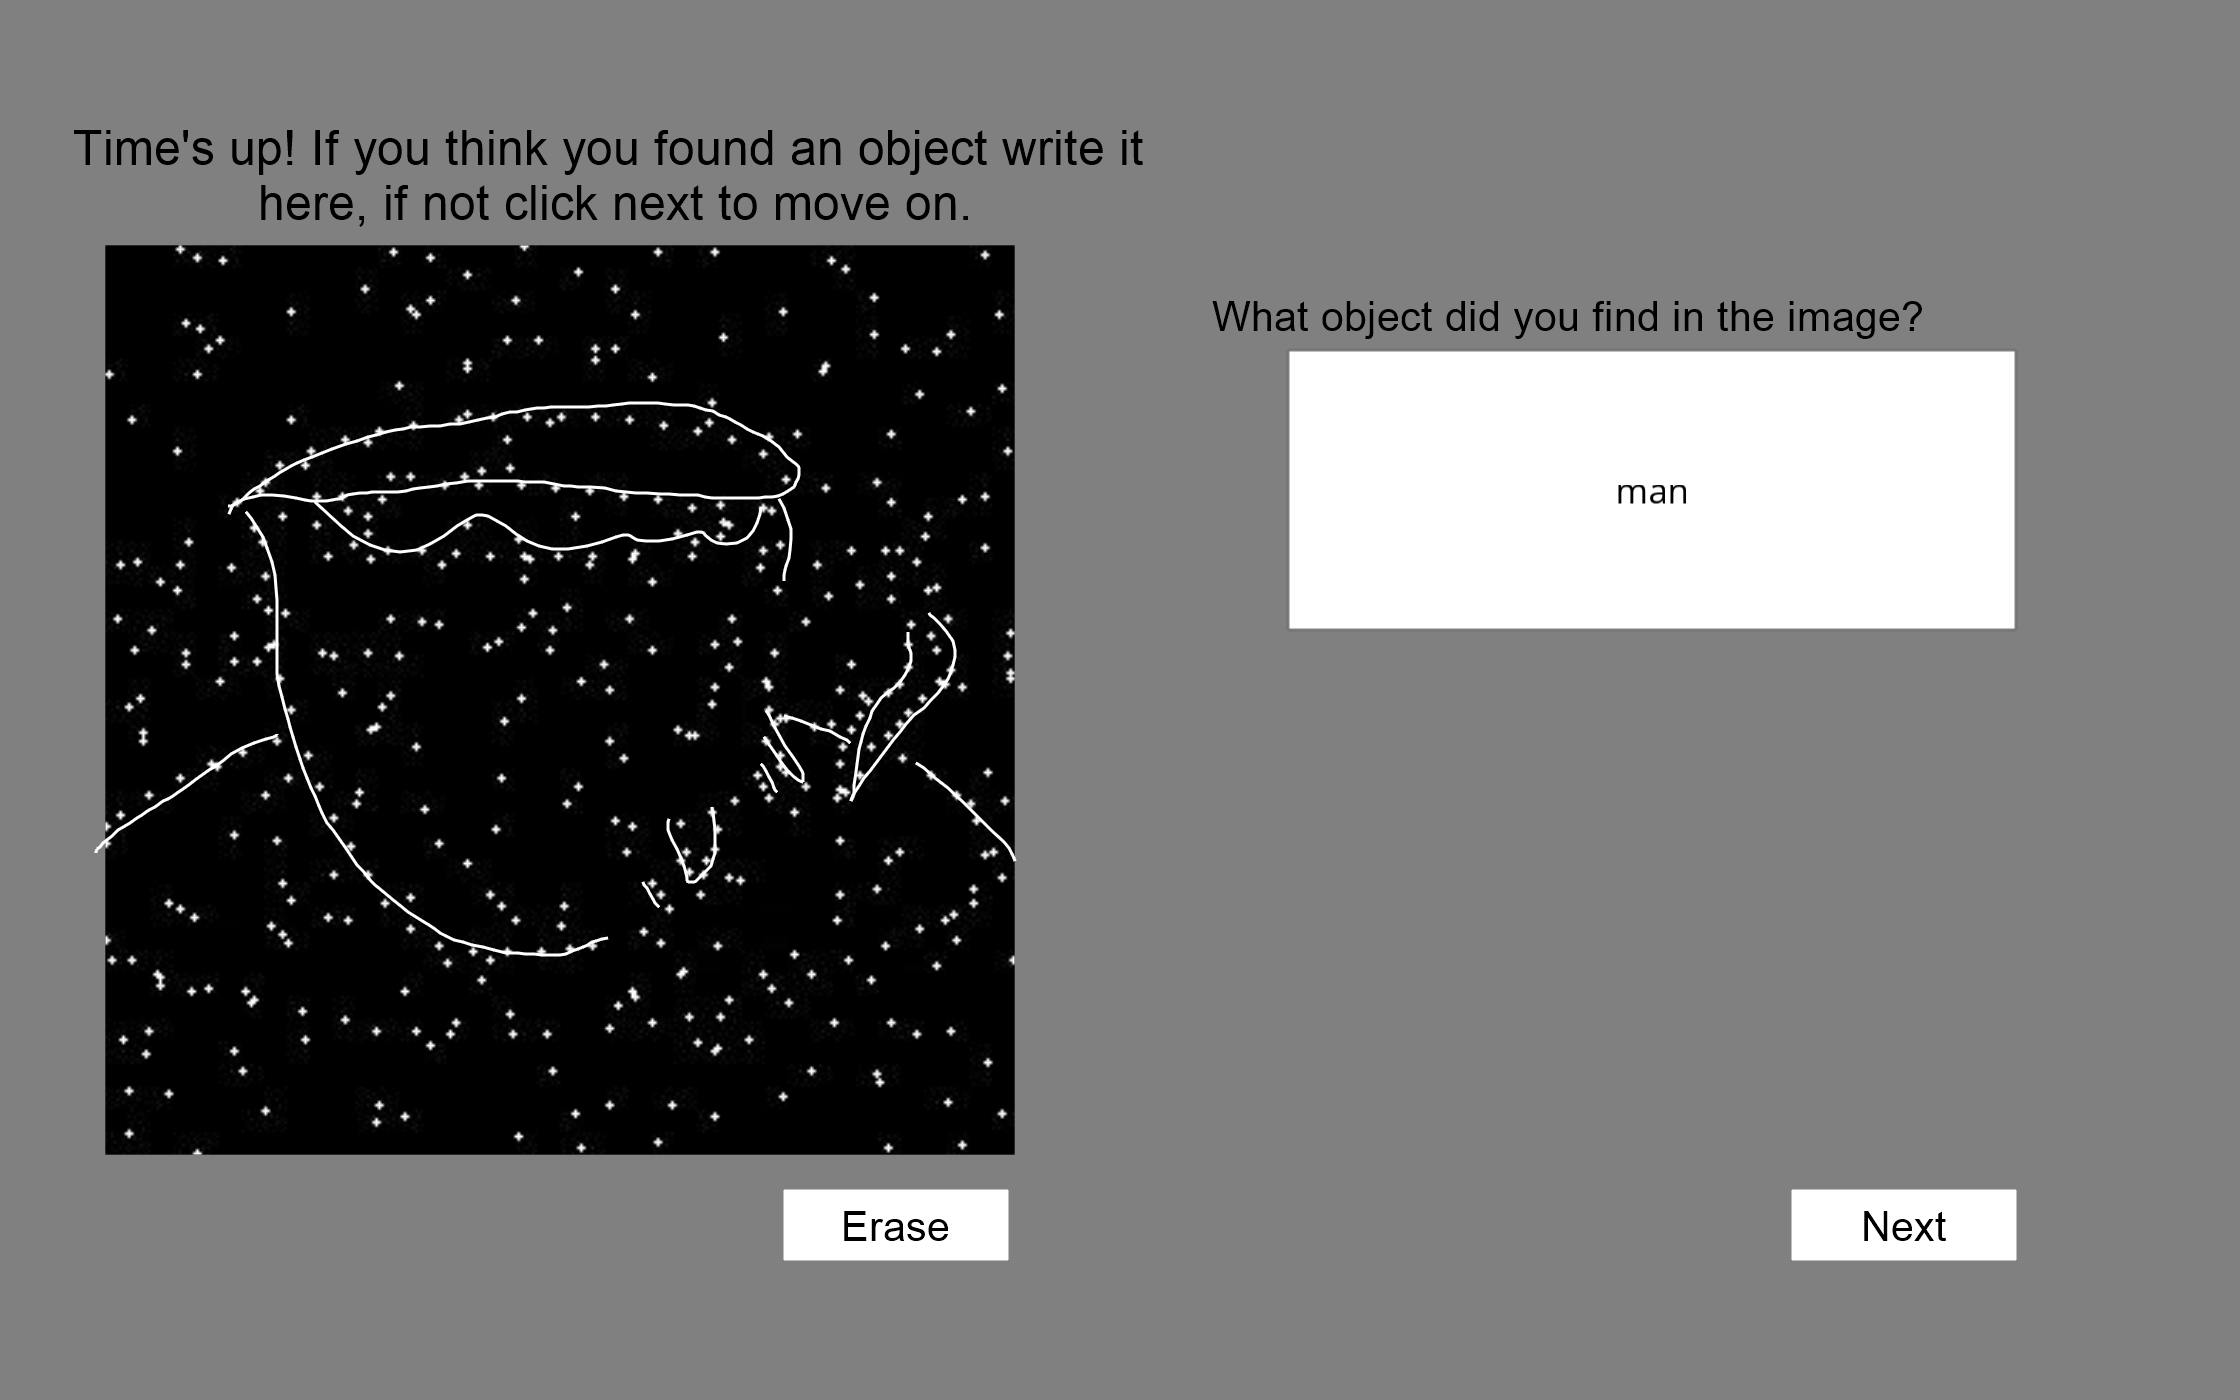 Time's up! If you think you found an object write it
here, if not click next to move on.
What object did you find in the image?
man
Erase
Next